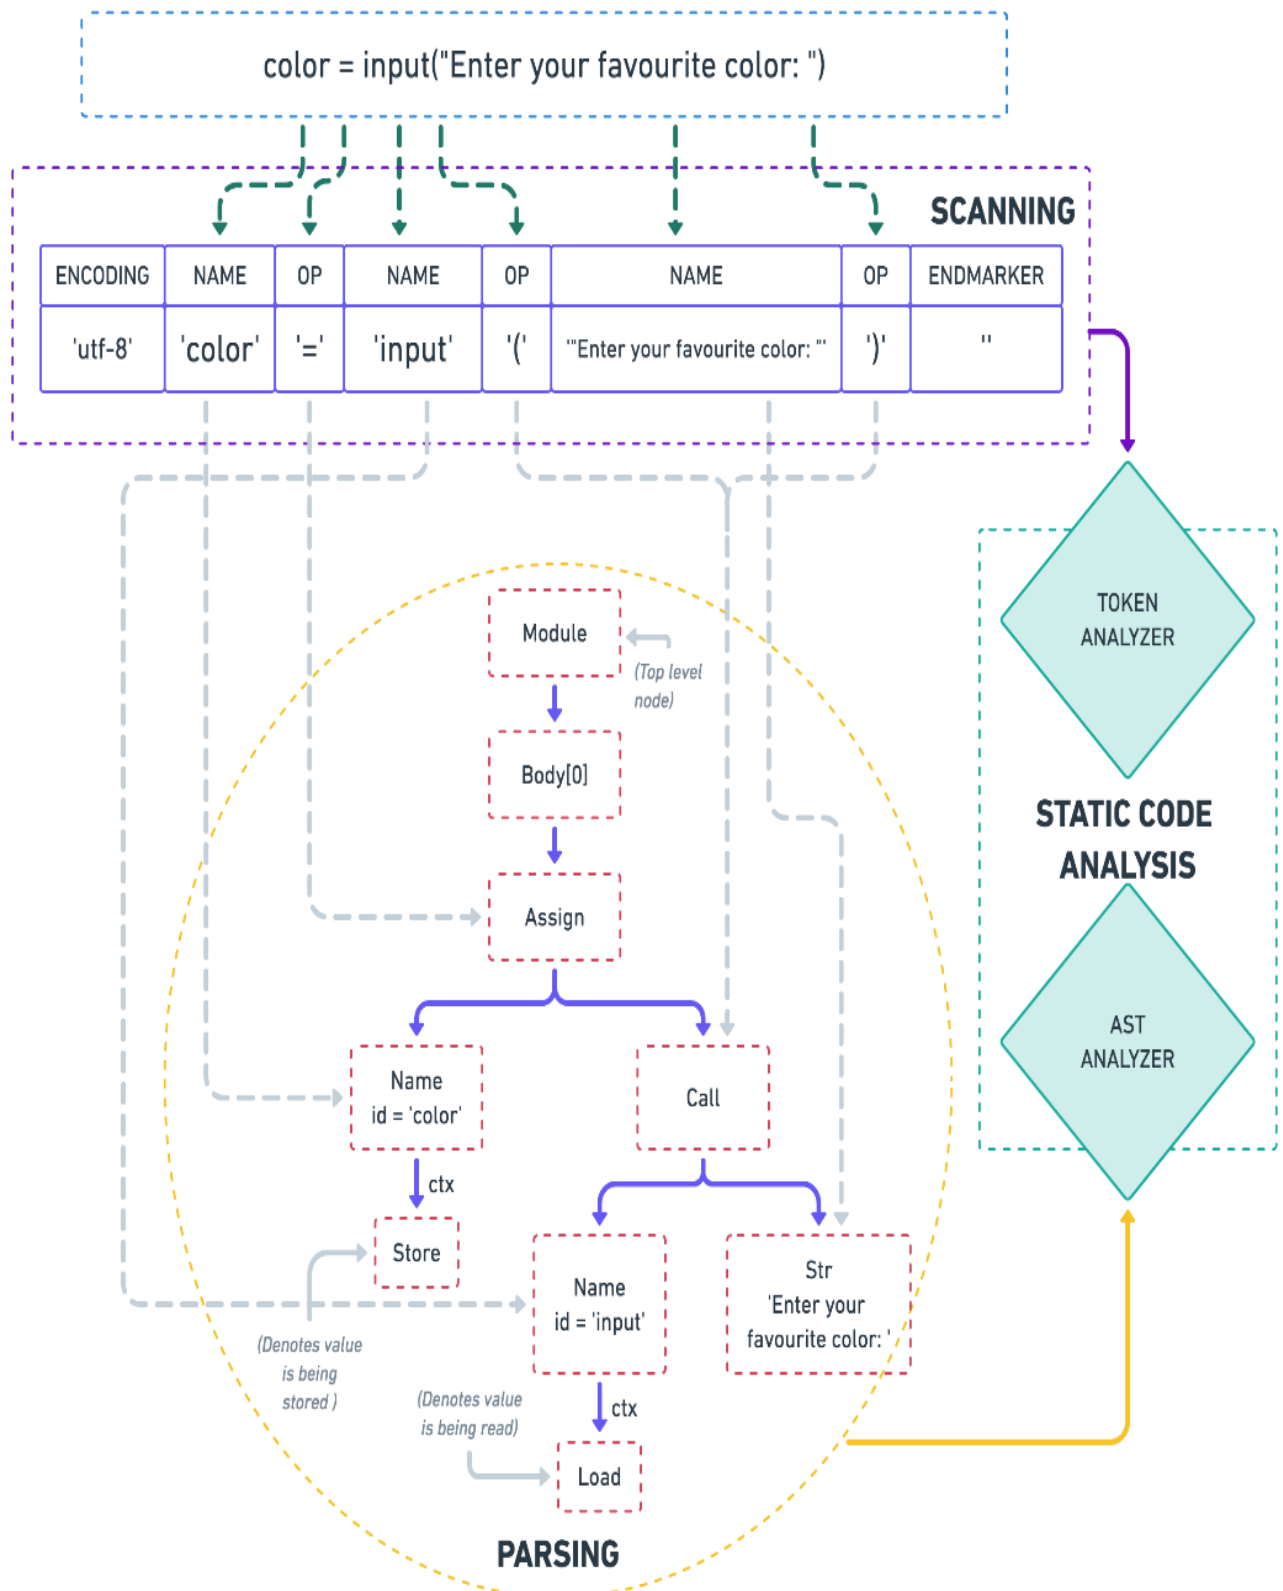 color = input("Enter your favourite color: ")
SCANNING
ENCODING NAME OP NAME OP NAME OP ENDMARKER
'utf-8' 'color' '=' 'input' '(' '"Enter your favourite color: "' ')' ''
TOKEN
ANALYZER
STATIC CODE
ANALYSIS
AST
ANALYZER
Module
(Top level
node)
Body[0]
Assign
Name
id = 'color'
Call
ctx
Store
(Denotes value
is being
stored )
Name
id = 'input'
Str
'Enter your
favourite color: '
ctx
(Denotes value
is being read)
Load
PARSING